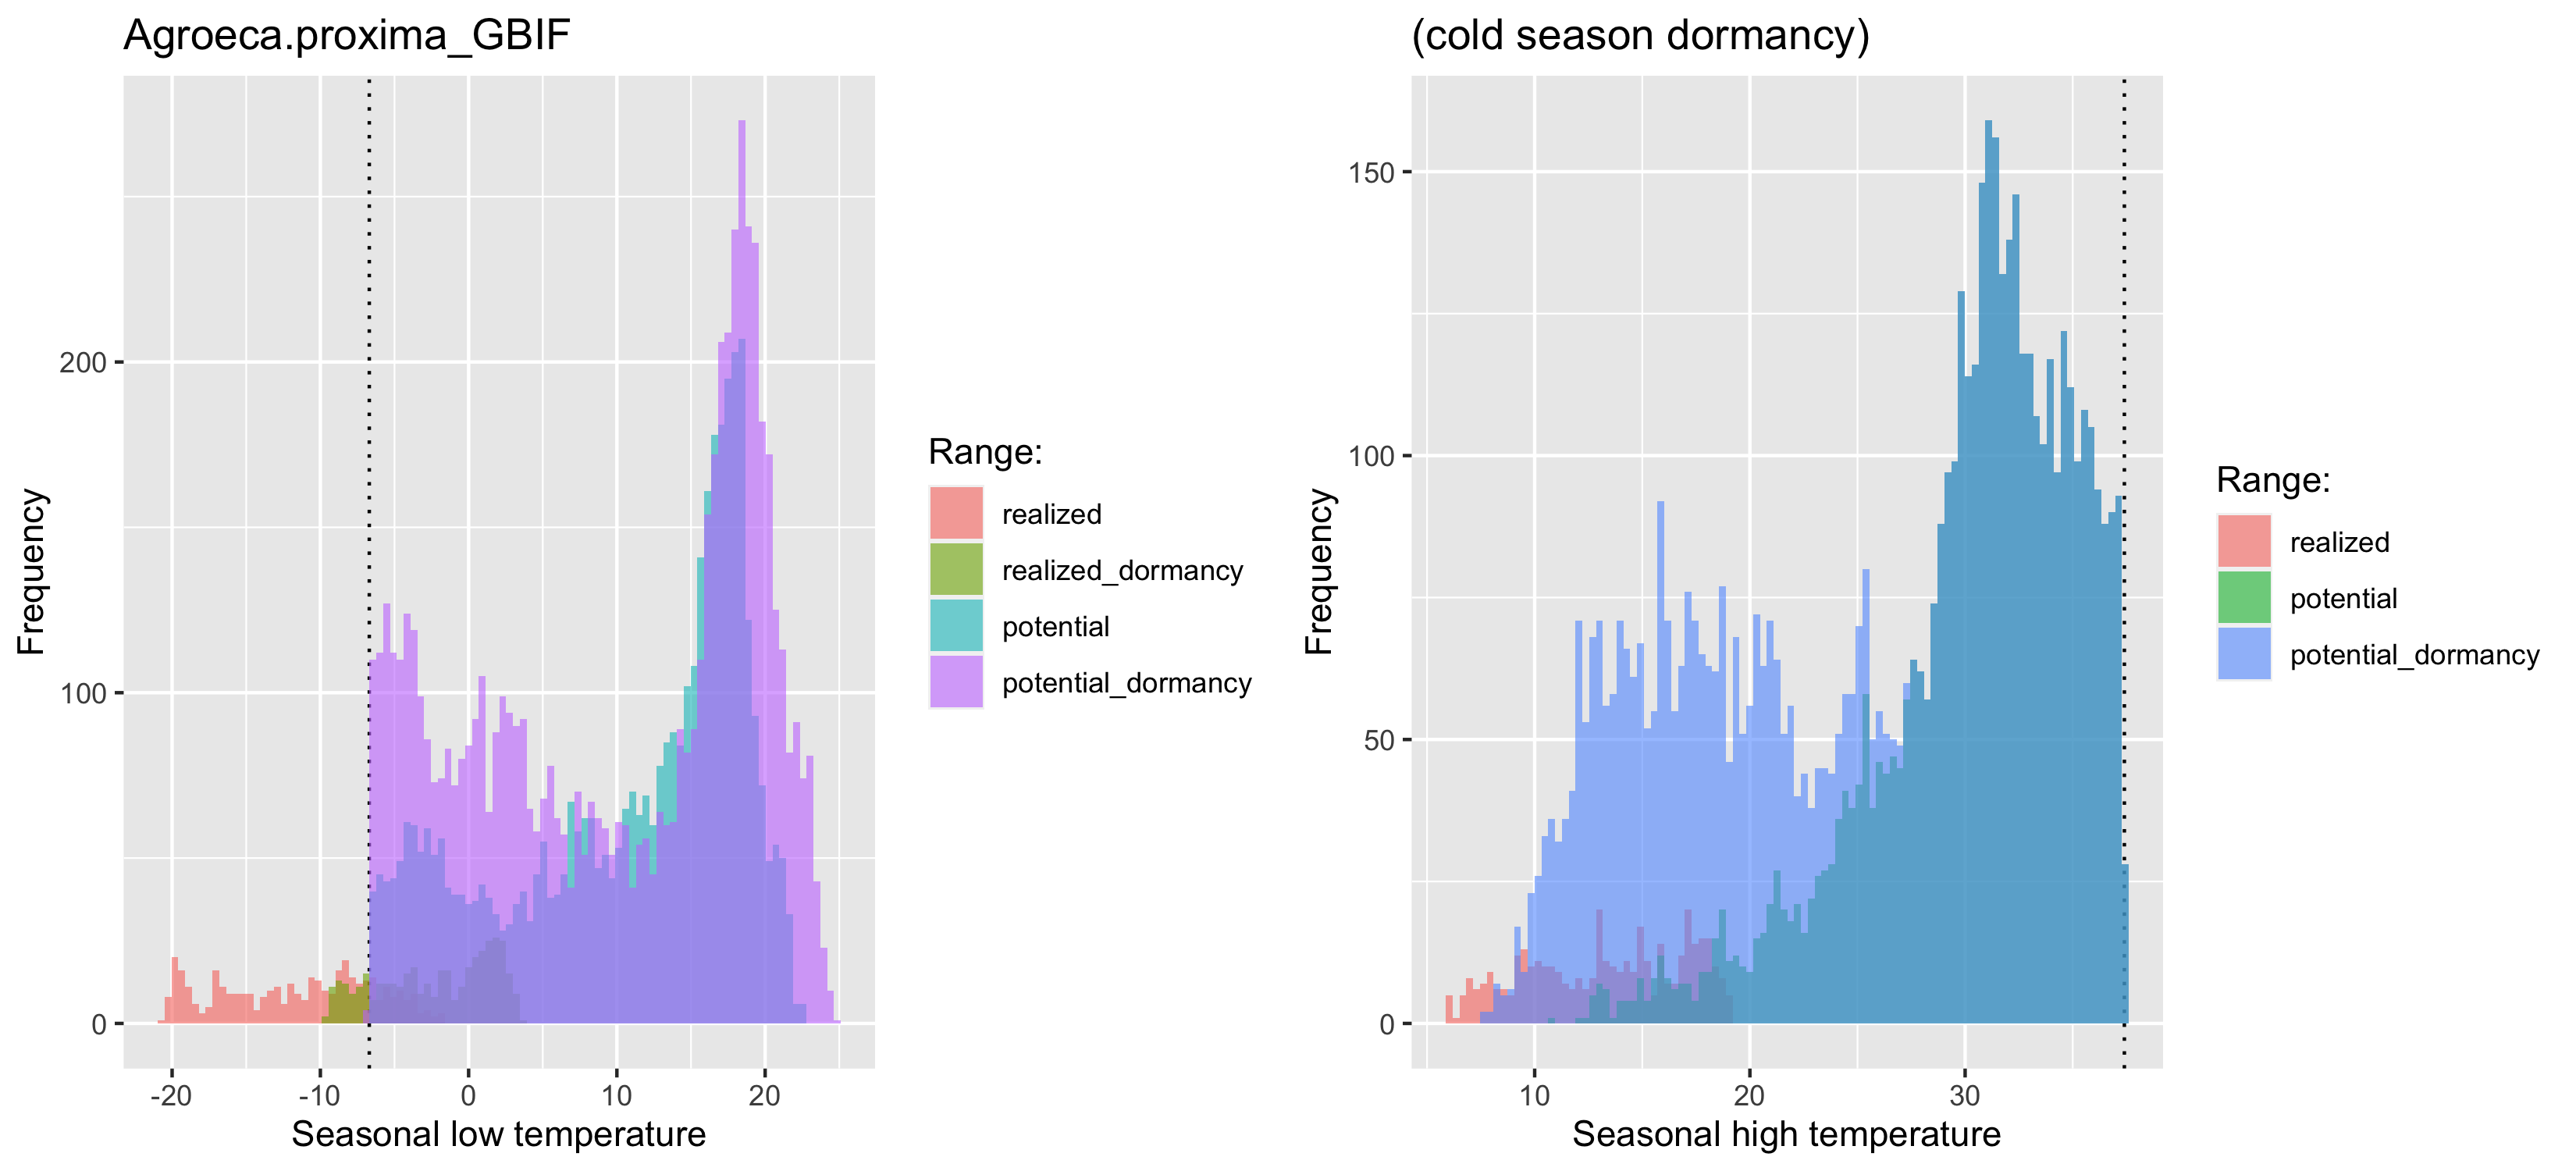 Agroeca.proxima_GBIF
(cold season dormancy)
Frequency
200
100
0
-20
-10
0
10
20
Seasonal low temperature
Range:
realized
realized_dormancy
potential
potential_dormancy
Frequency
150
100
50
0
10
20
30
Seasonal high temperature
Range:
realized
potential
potential_dormancy